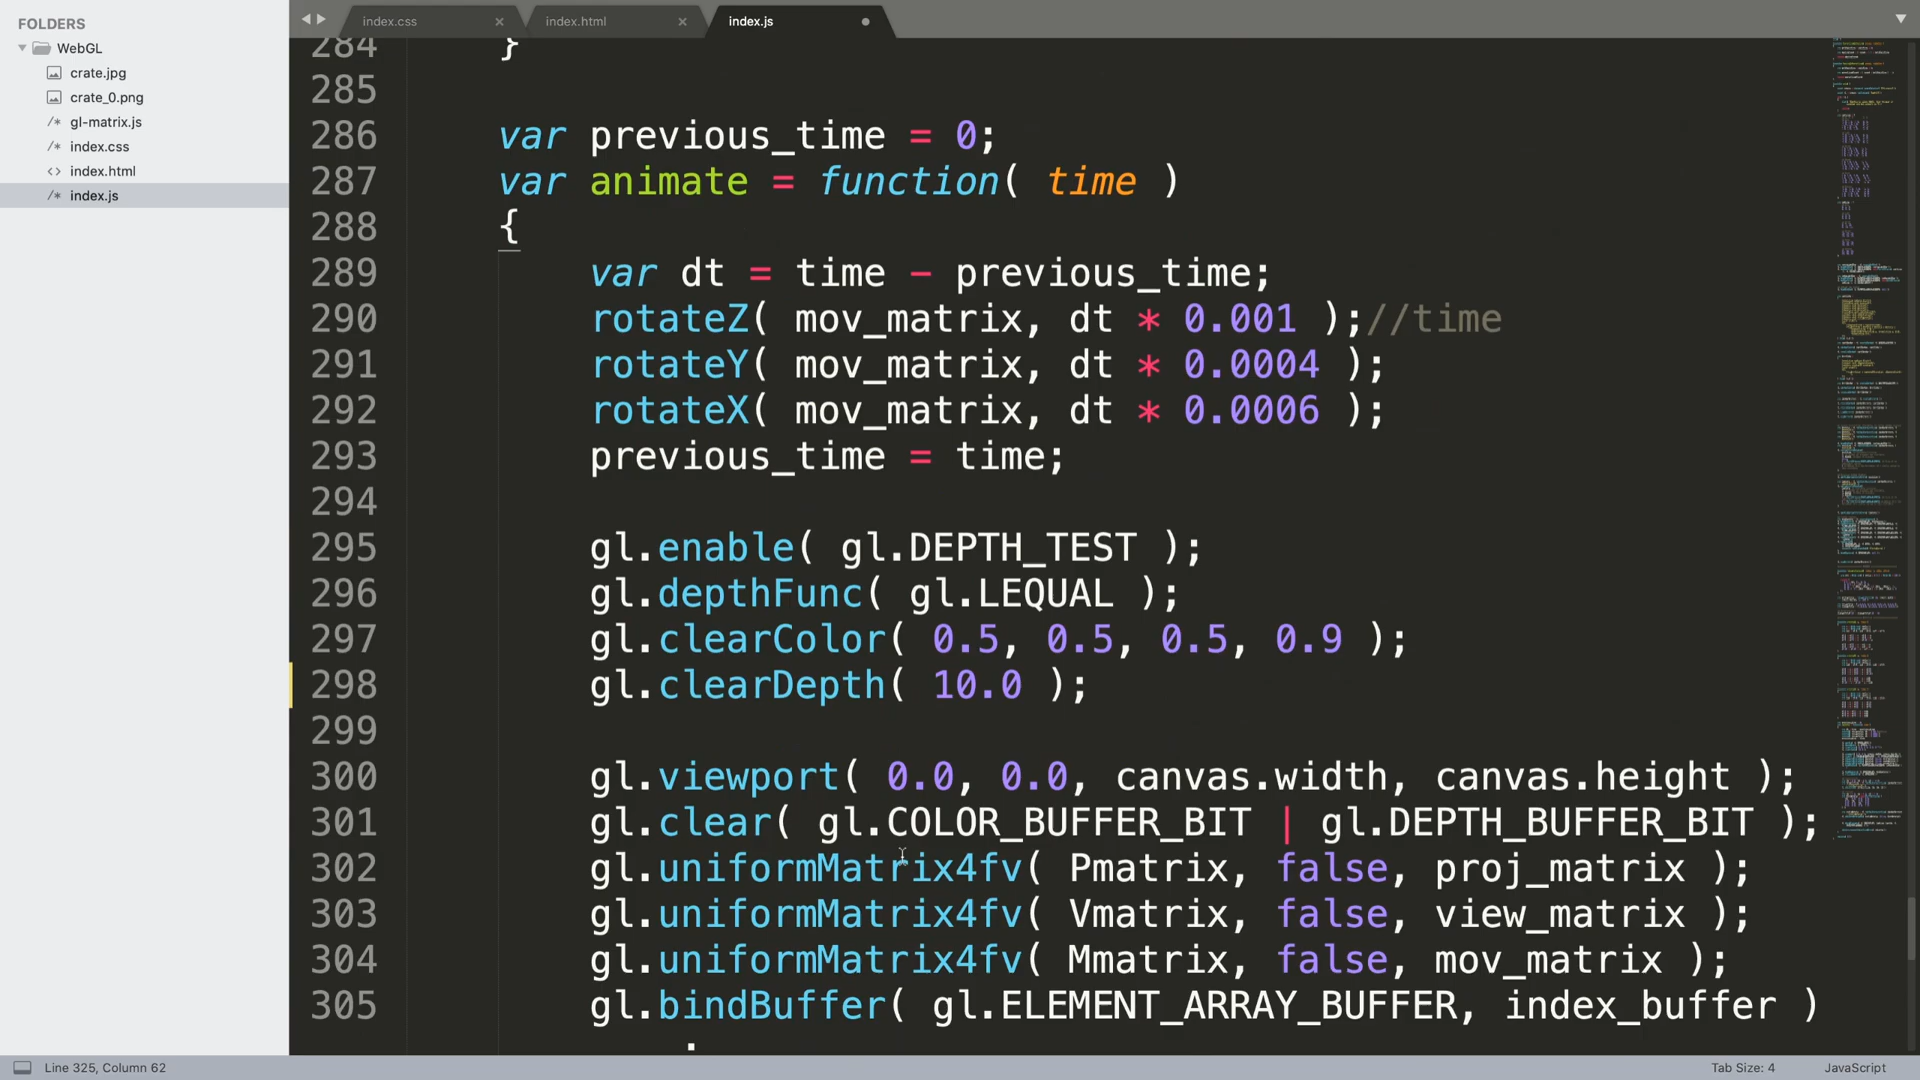 FOLDERS
WebGL
crate.jpg
crate_0.png
gl-matrix.js
index.css
index.html
index.js
index.css × index.html × index.js
284 }
285
286 var previous_time = 0;
287 var animate = function( time )
288 {
289 var dt = time - previous_time;
290 rotateZ( mov_matrix, dt * 0.001 );//time
291 rotateY( mov_matrix, dt * 0.0004 );
292 rotateX( mov_matrix, dt * 0.0006 );
293 previous_time = time;
294
295 gl.enable( gl.DEPTH_TEST );
296 gl.depthFunc( gl.LEQUAL );
297 gl.clearColor( 0.5, 0.5, 0.5, 0.9 );
298 gl.clearDepth( 10.0 );
299
300 gl.viewport( 0.0, 0.0, canvas.width, canvas.height );
301 gl.clear( gl.COLOR_BUFFER_BIT | gl.DEPTH_BUFFER_BIT );
302 gl.uniformMatrix4fv( Pmatrix, false, proj_matrix );
303 gl.uniformMatrix4fv( Vmatrix, false, view_matrix );
304 gl.uniformMatrix4fv( Mmatrix, false, mov_matrix );
305 gl.bindBuffer( gl.ELEMENT_ARRAY_BUFFER, index_buffer )
Line 325, Column 62
Tab Size: 4
JavaScript